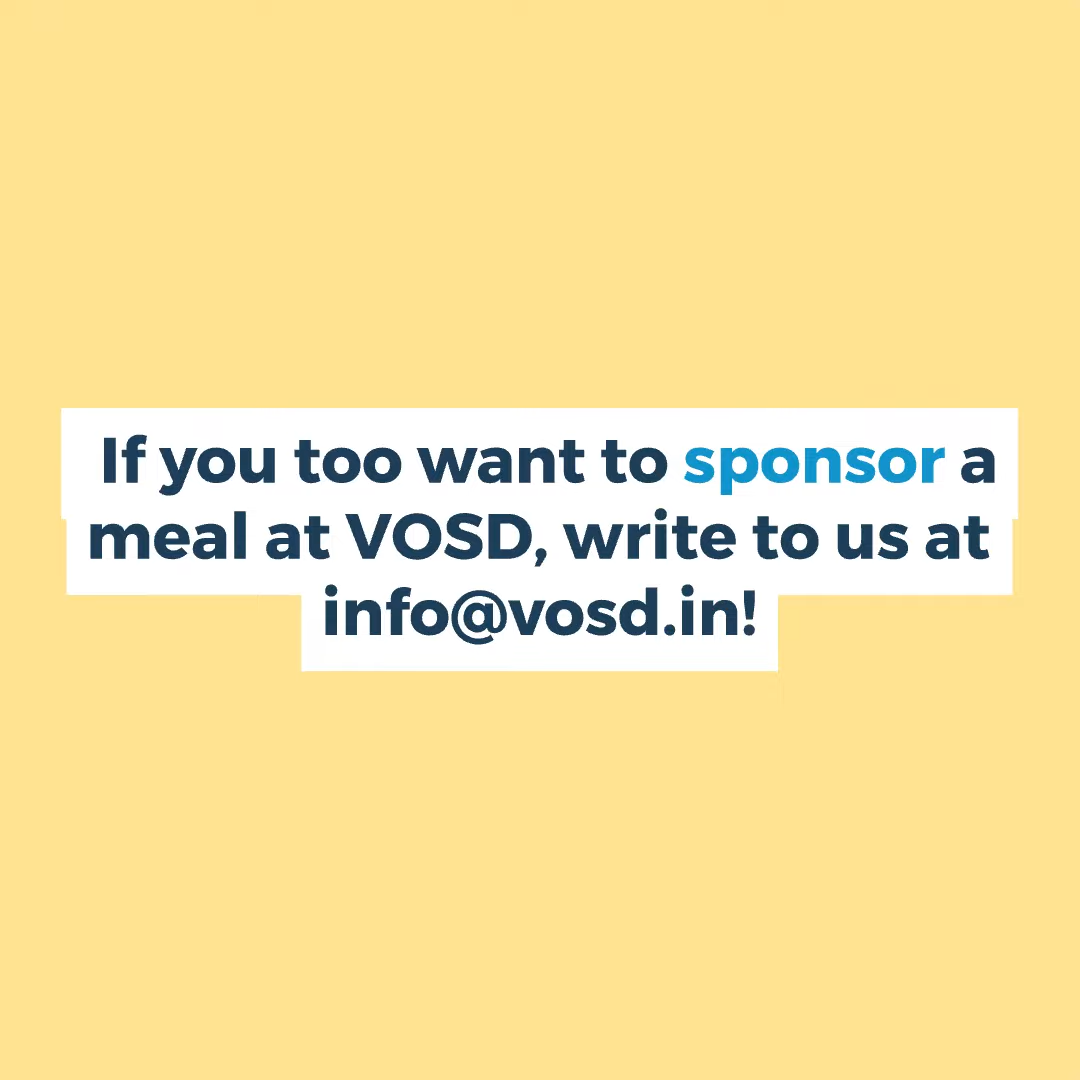 If you too want to sponsor a
meal at VOSD, write to us at
info@vosd.in!